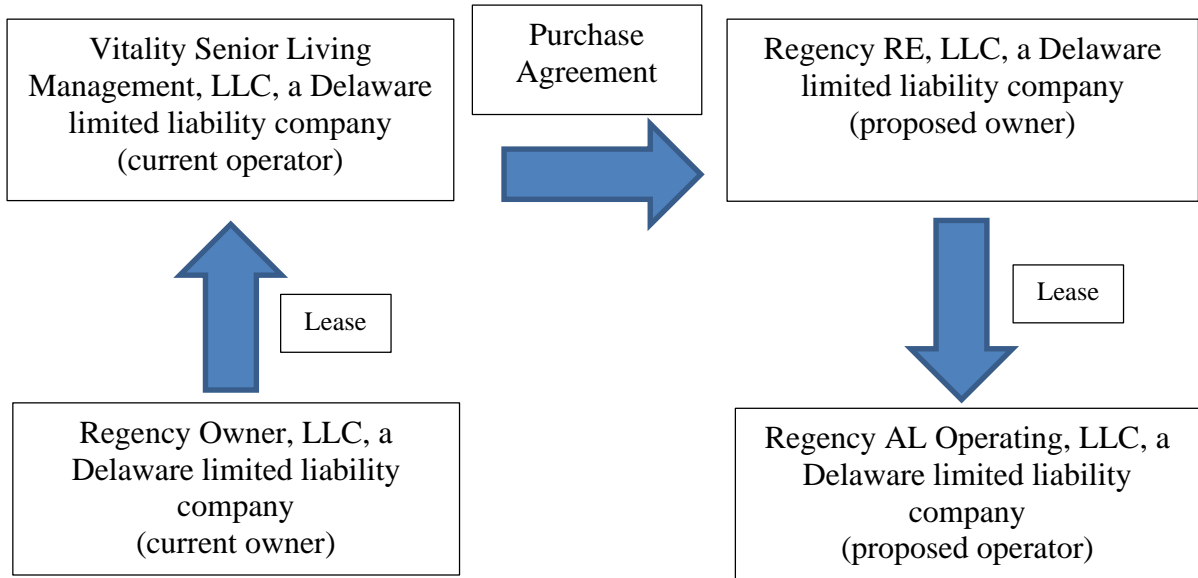 Vitality Senior Living
Management, LLC, a Delaware
limited liability company
(current operator)
Purchase
Agreement
Regency RE, LLC, a Delaware
limited liability company
(proposed owner)
Lease
Lease
Regency Owner, LLC, a
Delaware limited liability
company
(current owner)
Regency AL Operating, LLC, a
Delaware limited liability
company
(proposed operator)